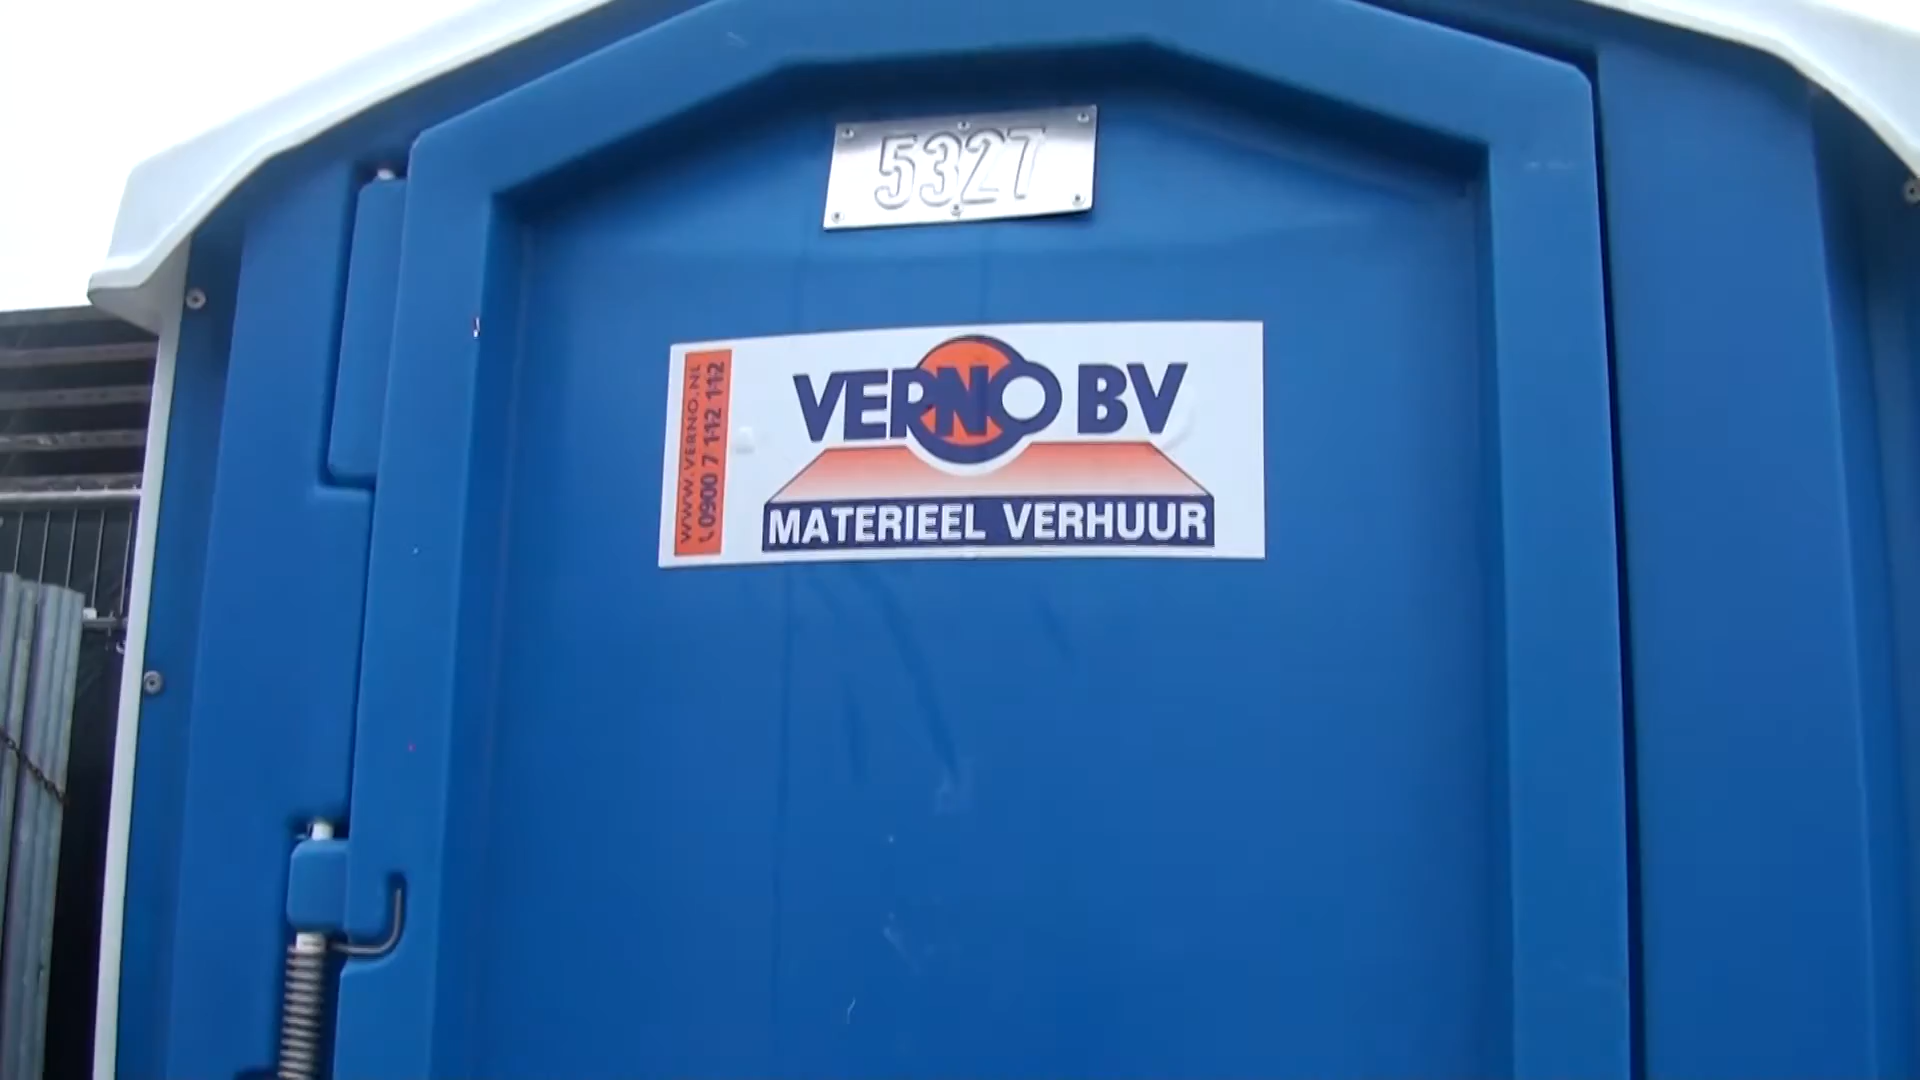 5327
VERNO BV
MATERIEEL VERHUUR
WWW.VERNO.NL
0900 7 112 112